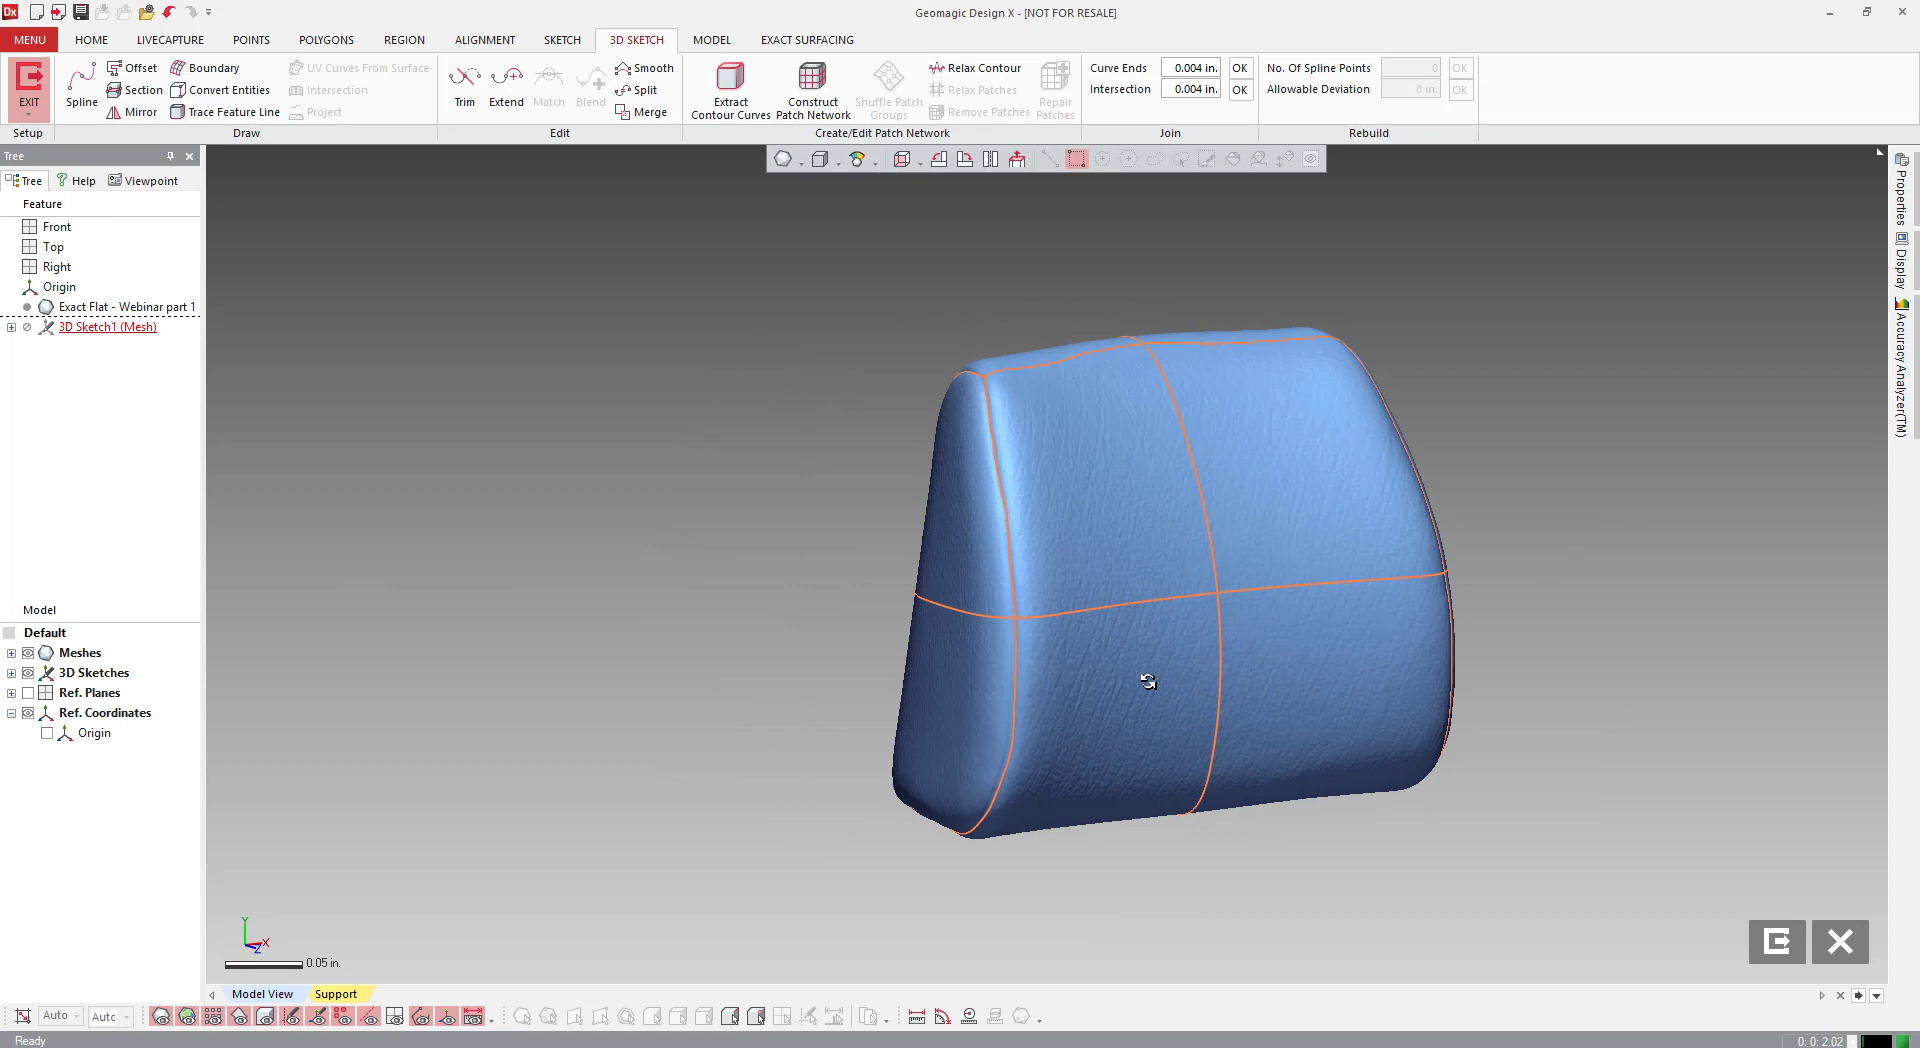 Dx
Geomagic Design X - [NOT FOR RESALE]
MENU HOME LIVECAPTURE POINTS POLYGONS REGION ALIGNMENT SKETCH 3D SKETCH MODEL EXACT SURFACING
EXIT
Spline
Offset
Section
Mirror
Boundary
Convert Entities
Trace Feature Line
UV Curves From Surface
Intersection
Project
Trim
Extend
Match
Blend
Smooth
Split
Merge
Extract
Contour Curves
Construct
Patch Network
Shuffle Patch
Groups
Relax Contour
Relax Patches
Remove Patches
Repair
Patches
Curve Ends 0.004 in. OK
Intersection 0.004 in. OK
No. Of Spline Points 0 OK
Allowable Deviation 0 in. OK
Setup Draw Edit Create/Edit Patch Network Join Rebuild
Tree
Tree Help Viewpoint
Feature
Front
Top
Right
Origin
Exact Flat - Webinar part 1
3D Sketch1 (Mesh)
Model
Default
Meshes
3D Sketches
Ref. Planes
Ref. Coordinates
Origin
Properties
Display
Accuracy Analyzer(TM)
Y
X
Z
0.05 in.
Model View Support
Auto Auto
Ready
0: 0: 2.02